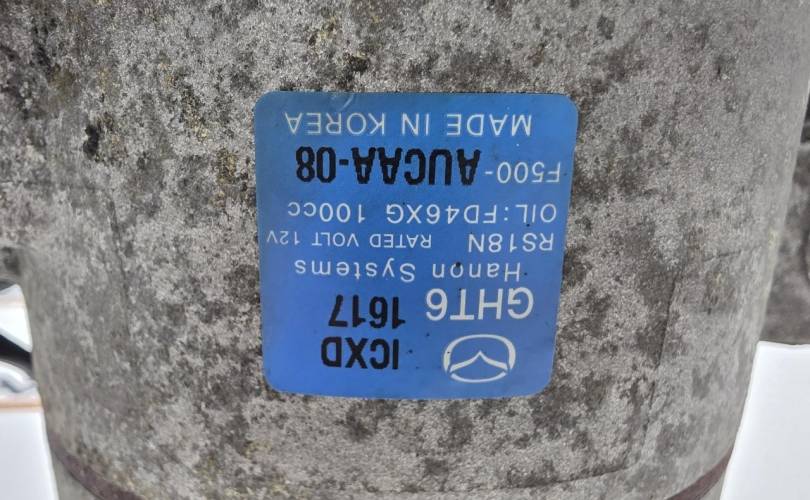 ICXD
GHT6 1617
Hanon Systems
RS18N RATED VOLT 12V
OIL:FD46XG 100cc
F500-AUCAA-08
MADE IN KOREA